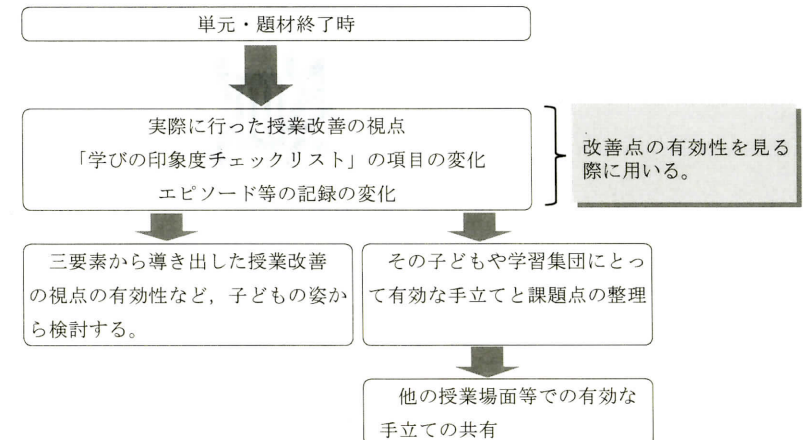 単元・題材終了時
実際に行った授業改善の視点
「学びの印象度チェックリスト」の項目の変化
エピソード等の記録の変化
改善点の有効性を見る
際に用いる。
三要素から導き出した授業改善
の視点の有効性など，子どもの姿か
ら検討する。
その子どもや学習集団にとっ
て有効な手立てと課題点の整理
他の授業場面等での有効な
手立ての共有